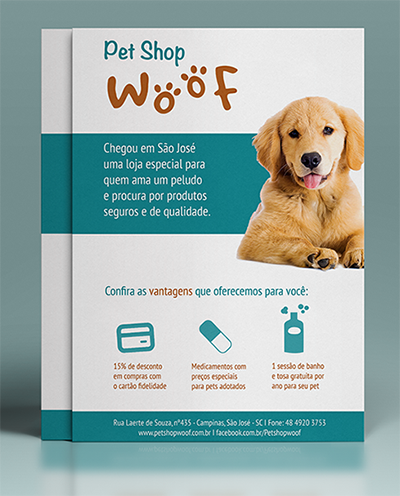 Pet Shop
Woof
Chegou em São José
uma loja especial para
quem ama um peludo
e procura por produtos
seguros e de qualidade.
Confira as vantagens que oferecemos para você:
15% de desconto
em compras com
o cartão fidelidade
Medicamentos com
preços especiais
para pets adotados
1 sessão de banho
e tosa gratuita por
ano para seu pet
Rua Laerte de Souza, nº435 - Campinas, São José - SC I Fone: 48 4920 3753
www.petshopwoof.com.br I facebook.com.br/Petshopwoof